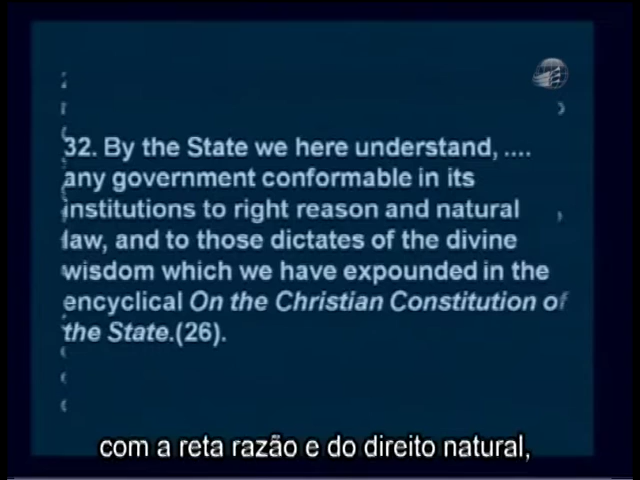 32. By the State we here understand, ....
any government conformable in its
institutions to right reason and natural
law, and to those dictates of the divine
wisdom which we have expounded in the
encyclical On the Christian Constitution of
the State.(26).
com a reta razão e do direito natural,